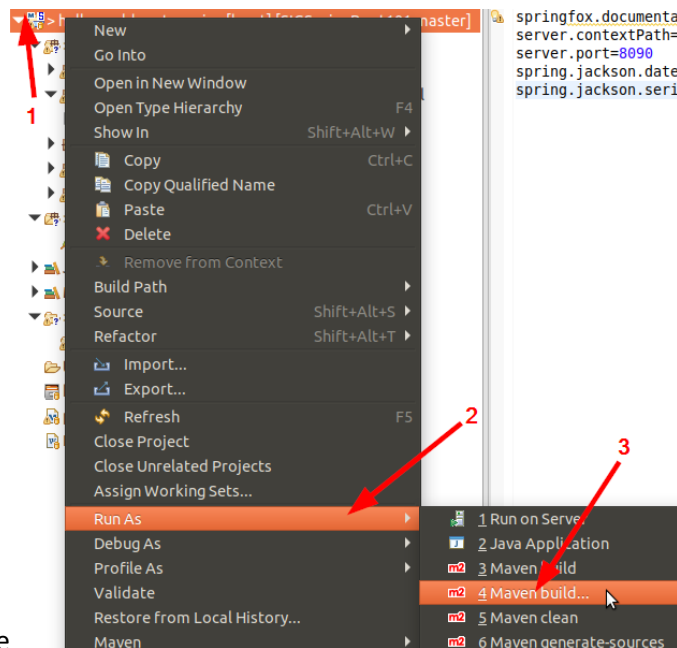 master]
New
Go Into
Open in New Window
Open Type Hierarchy F4
Show In Shift+Alt+W
Copy Ctrl+C
Copy Qualified Name
Paste Ctrl+V
Delete
Remove from Context
Build Path
Source Shift+Alt+S
Refactor Shift+Alt+T
Import...
Export...
Refresh F5
Close Project
Close Unrelated Projects
Assign Working Sets...
Run As
Debug As
Profile As
Validate
Restore from Local History...
Maven
1 Run on Server
2 Java Application
3 Maven build
4 Maven build...
5 Maven clean
6 Maven generate-sources
springfox.documenta
server.contextPath=
server.port=8090
spring.jackson.date
spring.jackson.seri
1
2
3
e